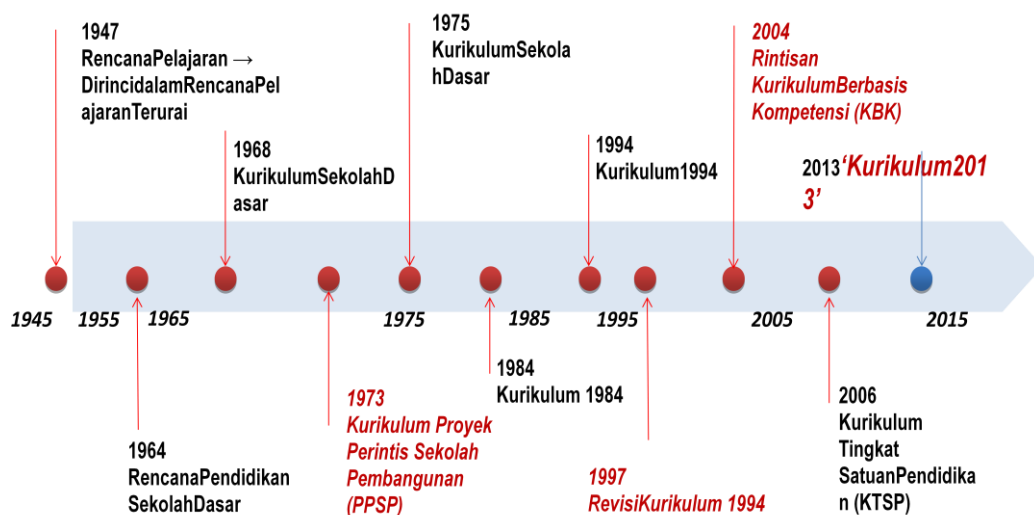 1947
RencanaPelajaran →
DirincidalamRencanaPel
ajaranTerurai
1968
KurikulumSekolahD
asar
1975
KurikulumSekola
hDasar
1994
Kurikulum1994
2004
Rintisan
KurikulumBerbasis
Kompetensi (KBK)
2013‘Kurikulum201
3’
1945
1955
1965
1975
1985
1995
2005
2015
1964
RencanaPendidikan
SekolahDasar
1973
Kurikulum Proyek
Perintis Sekolah
Pembangunan
(PPSP)
1984
Kurikulum 1984
1997
RevisiKurikulum 1994
2006
Kurikulum
Tingkat
SatuanPendidika
n (KTSP)